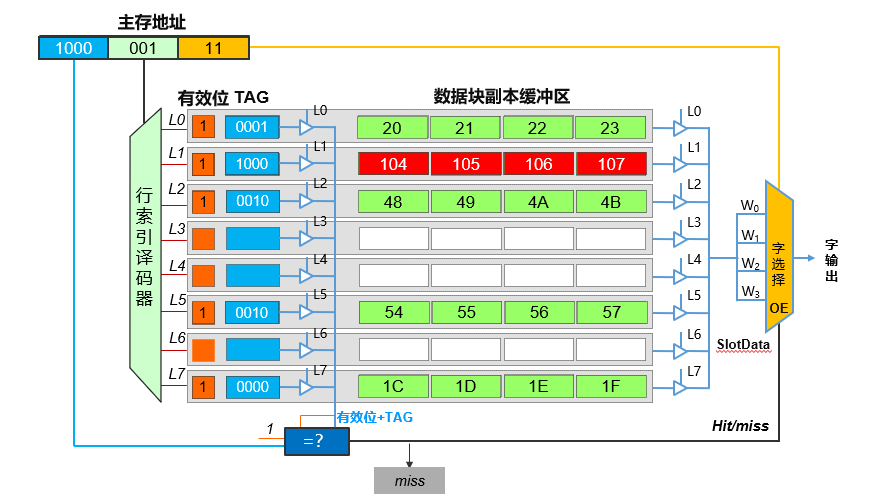 主存地址
1000 001 11
有效位 TAG 数据块副本缓冲区
L0 1 0001 L0 20 21 22 23 L0
L1 1 1000 L1 104 105 106 107 L1
L2 1 0010 L2 48 49 4A 4B L2
L3 L3 L3
L4 L4 L4
L5 1 0010 L5 54 55 56 57 L5
L6 L6 L6
L7 1 0000 L7 1C 1D 1E 1F L7
行索引译码器
W0
W1
W2
W3
字选择
OE
字输出
SlotData
有效位+TAG
1
=?
Hit/miss
miss